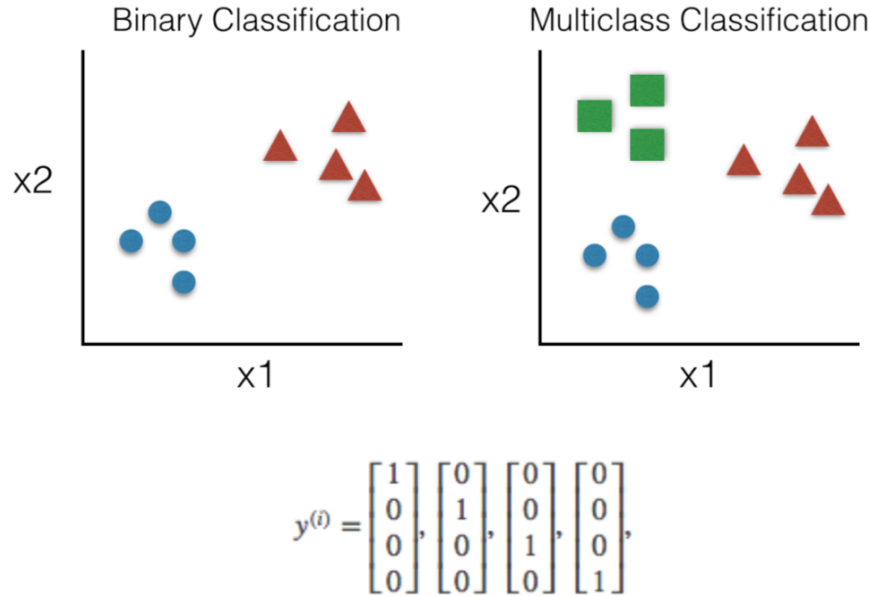 Binary Classification
x2
x1
Multiclass Classification
x2
x1
y(i) = [1 0 0 0], [0 1 0 0], [0 0 1 0], [0 0 0 1],